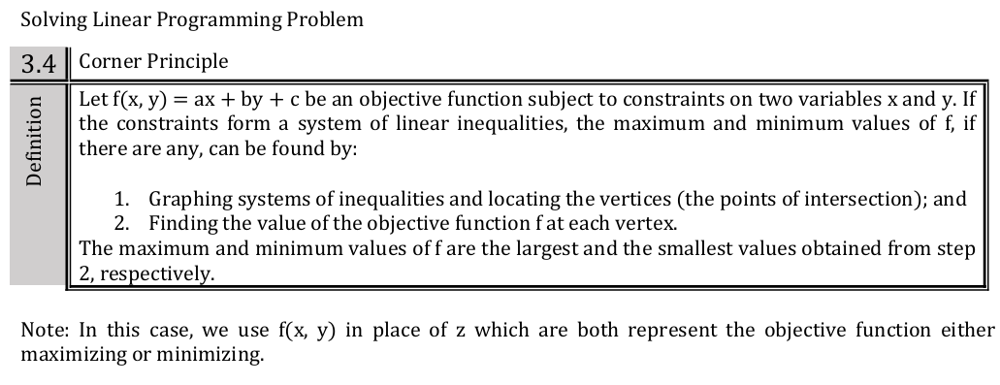 Solving Linear Programming Problem
3.4 Corner Principle
Definition
Let f(x, y) = ax + by + c be an objective function subject to constraints on two variables x and y. If
the constraints form a system of linear inequalities, the maximum and minimum values of f, if
there are any, can be found by:
1. Graphing systems of inequalities and locating the vertices (the points of intersection); and
2. Finding the value of the objective function f at each vertex.
The maximum and minimum values of f are the largest and the smallest values obtained from step
2, respectively.
Note: In this case, we use f(x, y) in place of z which are both represent the objective function either
maximizing or minimizing.